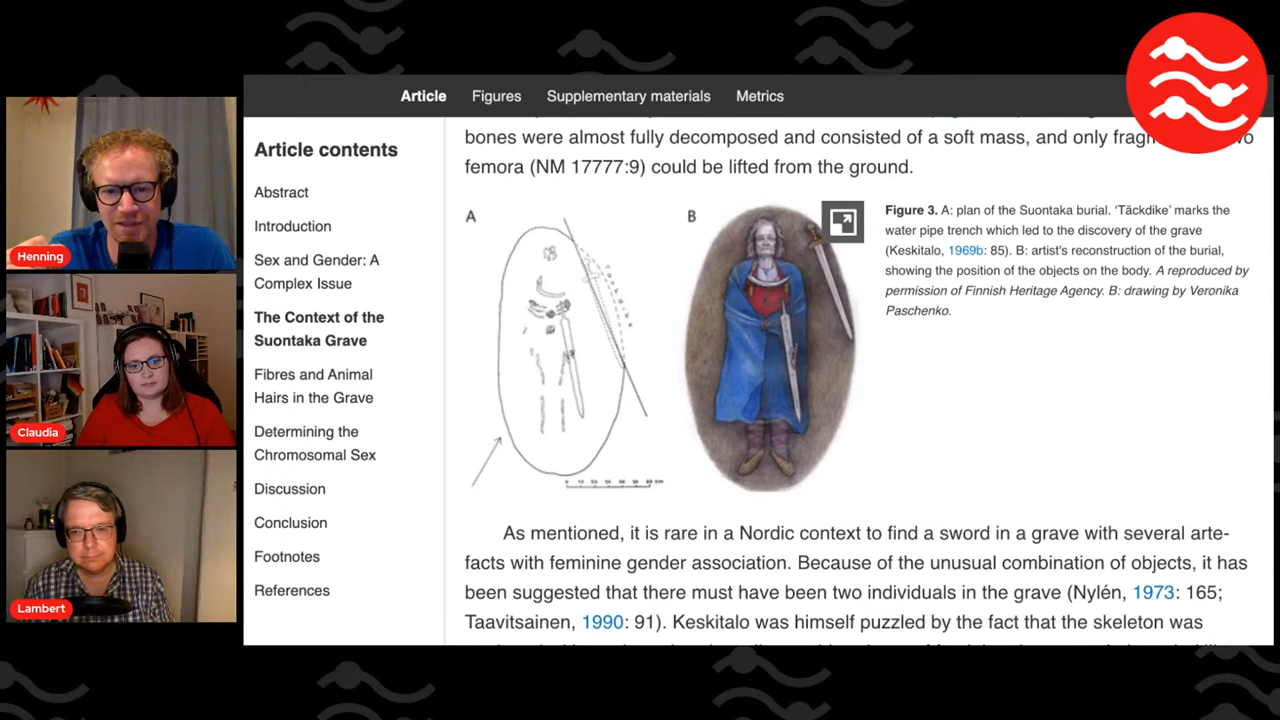 Article Figures Supplementary materials Metrics
Henning
Claudia
Lambert
Article contents
Abstract
Introduction
Sex and Gender: A
Complex Issue
The Context of the
Suontaka Grave
Fibres and Animal
Hairs in the Grave
Determining the
Chromosomal Sex
Discussion
Conclusion
Footnotes
References
bones were almost fully decomposed and consisted of a soft mass, and only
femora (NM 17777:9) could be lifted from the ground.
A
B
Figure 3. A: plan of the Suontaka burial. ‘Täckdike’ marks the
water pipe trench which led to the discovery of the grave
(Keskitalo, 1969b: 85). B: artist's reconstruction of the burial,
showing the position of the objects on the body. A reproduced by
permission of Finnish Heritage Agency. B: drawing by Veronika
Paschenko.
As mentioned, it is rare in a Nordic context to find a sword in a grave with several arte-
facts with feminine gender association. Because of the unusual combination of objects, it has
been suggested that there must have been two individuals in the grave (Nylén, 1973: 165;
Taavitsainen, 1990: 91). Keskitalo was himself puzzled by the fact that the skeleton was